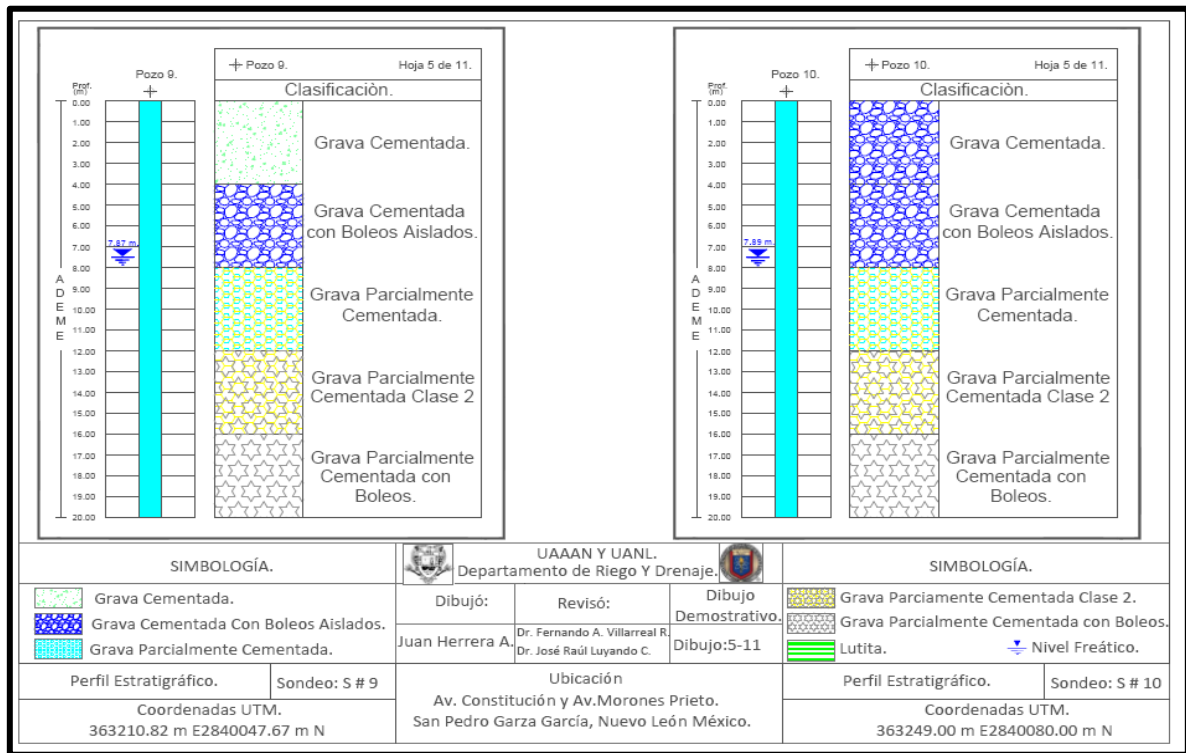 Pozo 9.
Prof.
(m)
Pozo 9. Hoja 5 de 11.
Clasificaciòn.
0.00
1.00
2.00
3.00
4.00
5.00
6.00
7.00
8.00
9.00
10.00
11.00
12.00
13.00
14.00
15.00
16.00
17.00
18.00
19.00
20.00
ADEME
7.87 m.
Grava Cementada.
Grava Cementada
con Boleos Aislados.
Grava Parcialmente
Cementada.
Grava Parcialmente
Cementada Clase 2
Grava Parcialmente
Cementada con
Boleos.
Pozo 10.
Prof.
(m)
Pozo 10. Hoja 5 de 11.
Clasificaciòn.
0.00
1.00
2.00
3.00
4.00
5.00
6.00
7.00
8.00
9.00
10.00
11.00
12.00
13.00
14.00
15.00
16.00
17.00
18.00
19.00
20.00
ADEME
7.89 m.
Grava Cementada.
Grava Cementada
con Boleos Aislados.
Grava Parcialmente
Cementada.
Grava Parcialmente
Cementada Clase 2
Grava Parcialmente
Cementada con
Boleos.
SIMBOLOGÍA.
Grava Cementada.
Grava Cementada Con Boleos Aislados.
Grava Parcialmente Cementada.
Perfil Estratigráfico. Sondeo: S # 9
Coordenadas UTM.
363210.82 m E2840047.67 m N
UAAAN Y UANL.
Departamento de Riego Y Drenaje.
Dibujó: Revisó: Dibujo
Demostrativo.
Juan Herrera A.
Dr. Fernando A. Villarreal R.
Dr. José Raúl Luyando C.
Dibujo:5-11
Ubicación
Av. Constitución y Av.Morones Prieto.
San Pedro Garza García, Nuevo León México.
SIMBOLOGÍA.
Grava Parciamente Cementada Clase 2.
Grava Parcialmente Cementada con Boleos.
Lutita. Nivel Freático.
Perfil Estratigráfico. Sondeo: S # 10
Coordenadas UTM.
363249.00 m E2840080.00 m N